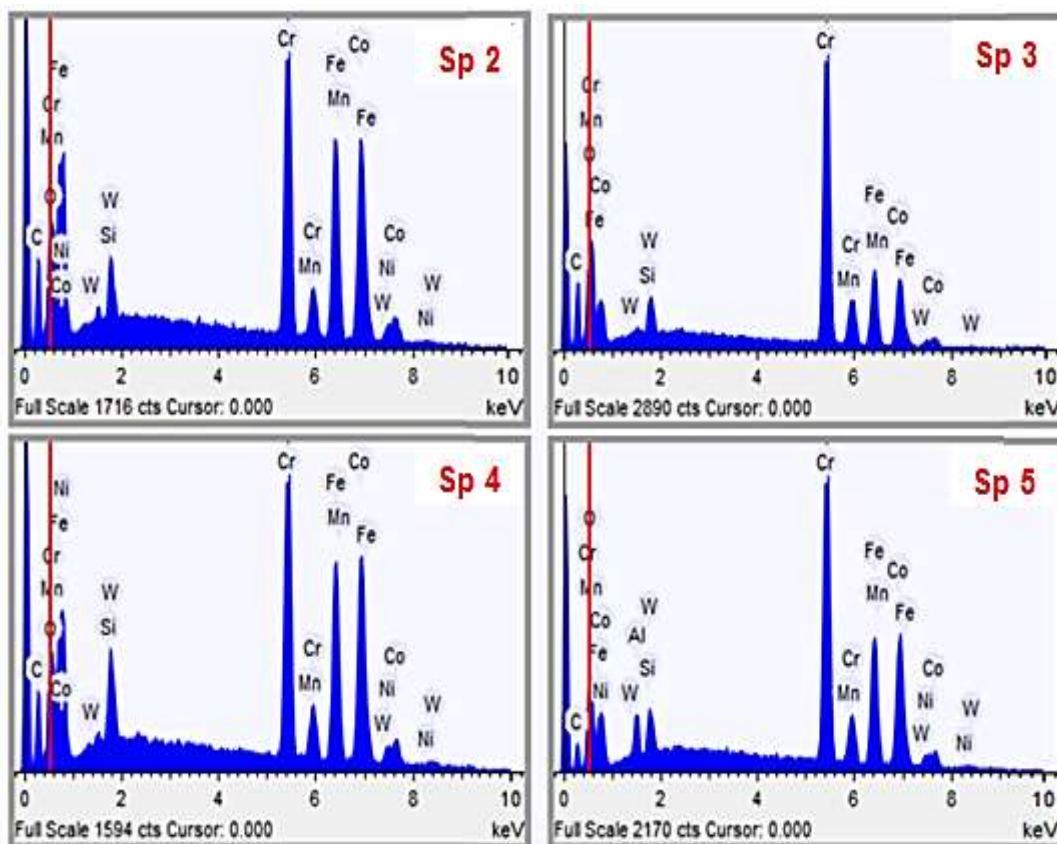 Sp 2
Cr
Co
Fe
Fe
Cr
Mn
Fe
Mn
O
W
C
Ni
Si
Cr
Co
Mn
Ni
Co
W
W
W
Ni
0 2 4 6 8 10
Full Scale 1716 cts Cursor: 0.000 keV
Sp 3
Cr
Cr
Mn
O
Co
Fe
Fe
Co
W
Mn
C
Si
Cr
Fe
W
Mn
Co
W
W
0 2 4 6 8 10
Full Scale 2890 cts Cursor: 0.000 keV
Sp 4
Cr
Co
Ni
Fe
Fe
Mn
Cr
Fe
Mn
W
O
Si
C
Cr
Co
Co
Mn
Ni
W
W
W
Ni
0 2 4 6 8 10
Full Scale 1594 cts Cursor: 0.000 keV
Sp 5
Cr
O
Cr
Fe
Mn
Co
W
Mn
Co
Al
Fe
Fe
Si
Cr
Co
Ni
W
Mn
Ni
C
W
W
Ni
0 2 4 6 8 10
Full Scale 2170 cts Cursor: 0.000 keV